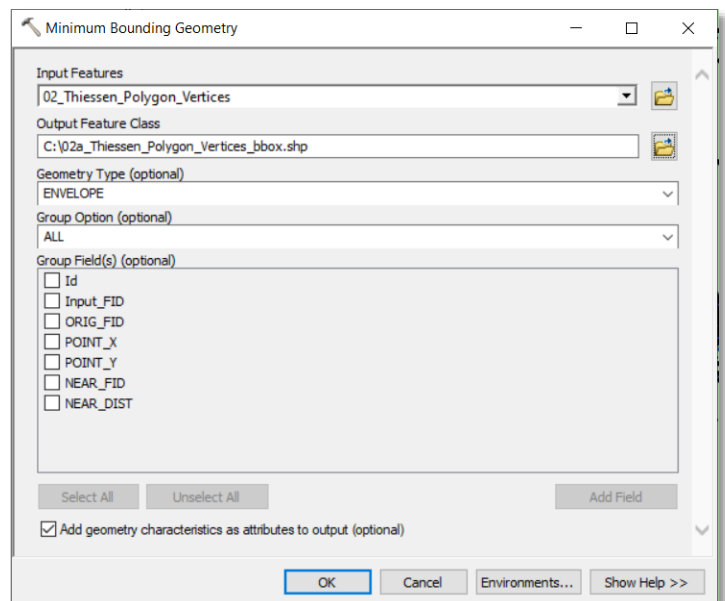 Minimum Bounding Geometry
Input Features
02_Thiessen_Polygon_Vertices
Output Feature Class
C:\02a_Thiessen_Polygon_Vertices_bbox.shp
Geometry Type (optional)
ENVELOPE
Group Option (optional)
ALL
Group Field(s) (optional)
Id
Input_FID
ORIG_FID
POINT_X
POINT_Y
NEAR_FID
NEAR_DIST
Select All Unselect All Add Field
Add geometry characteristics as attributes to output (optional)
OK Cancel Environments... Show Help >>